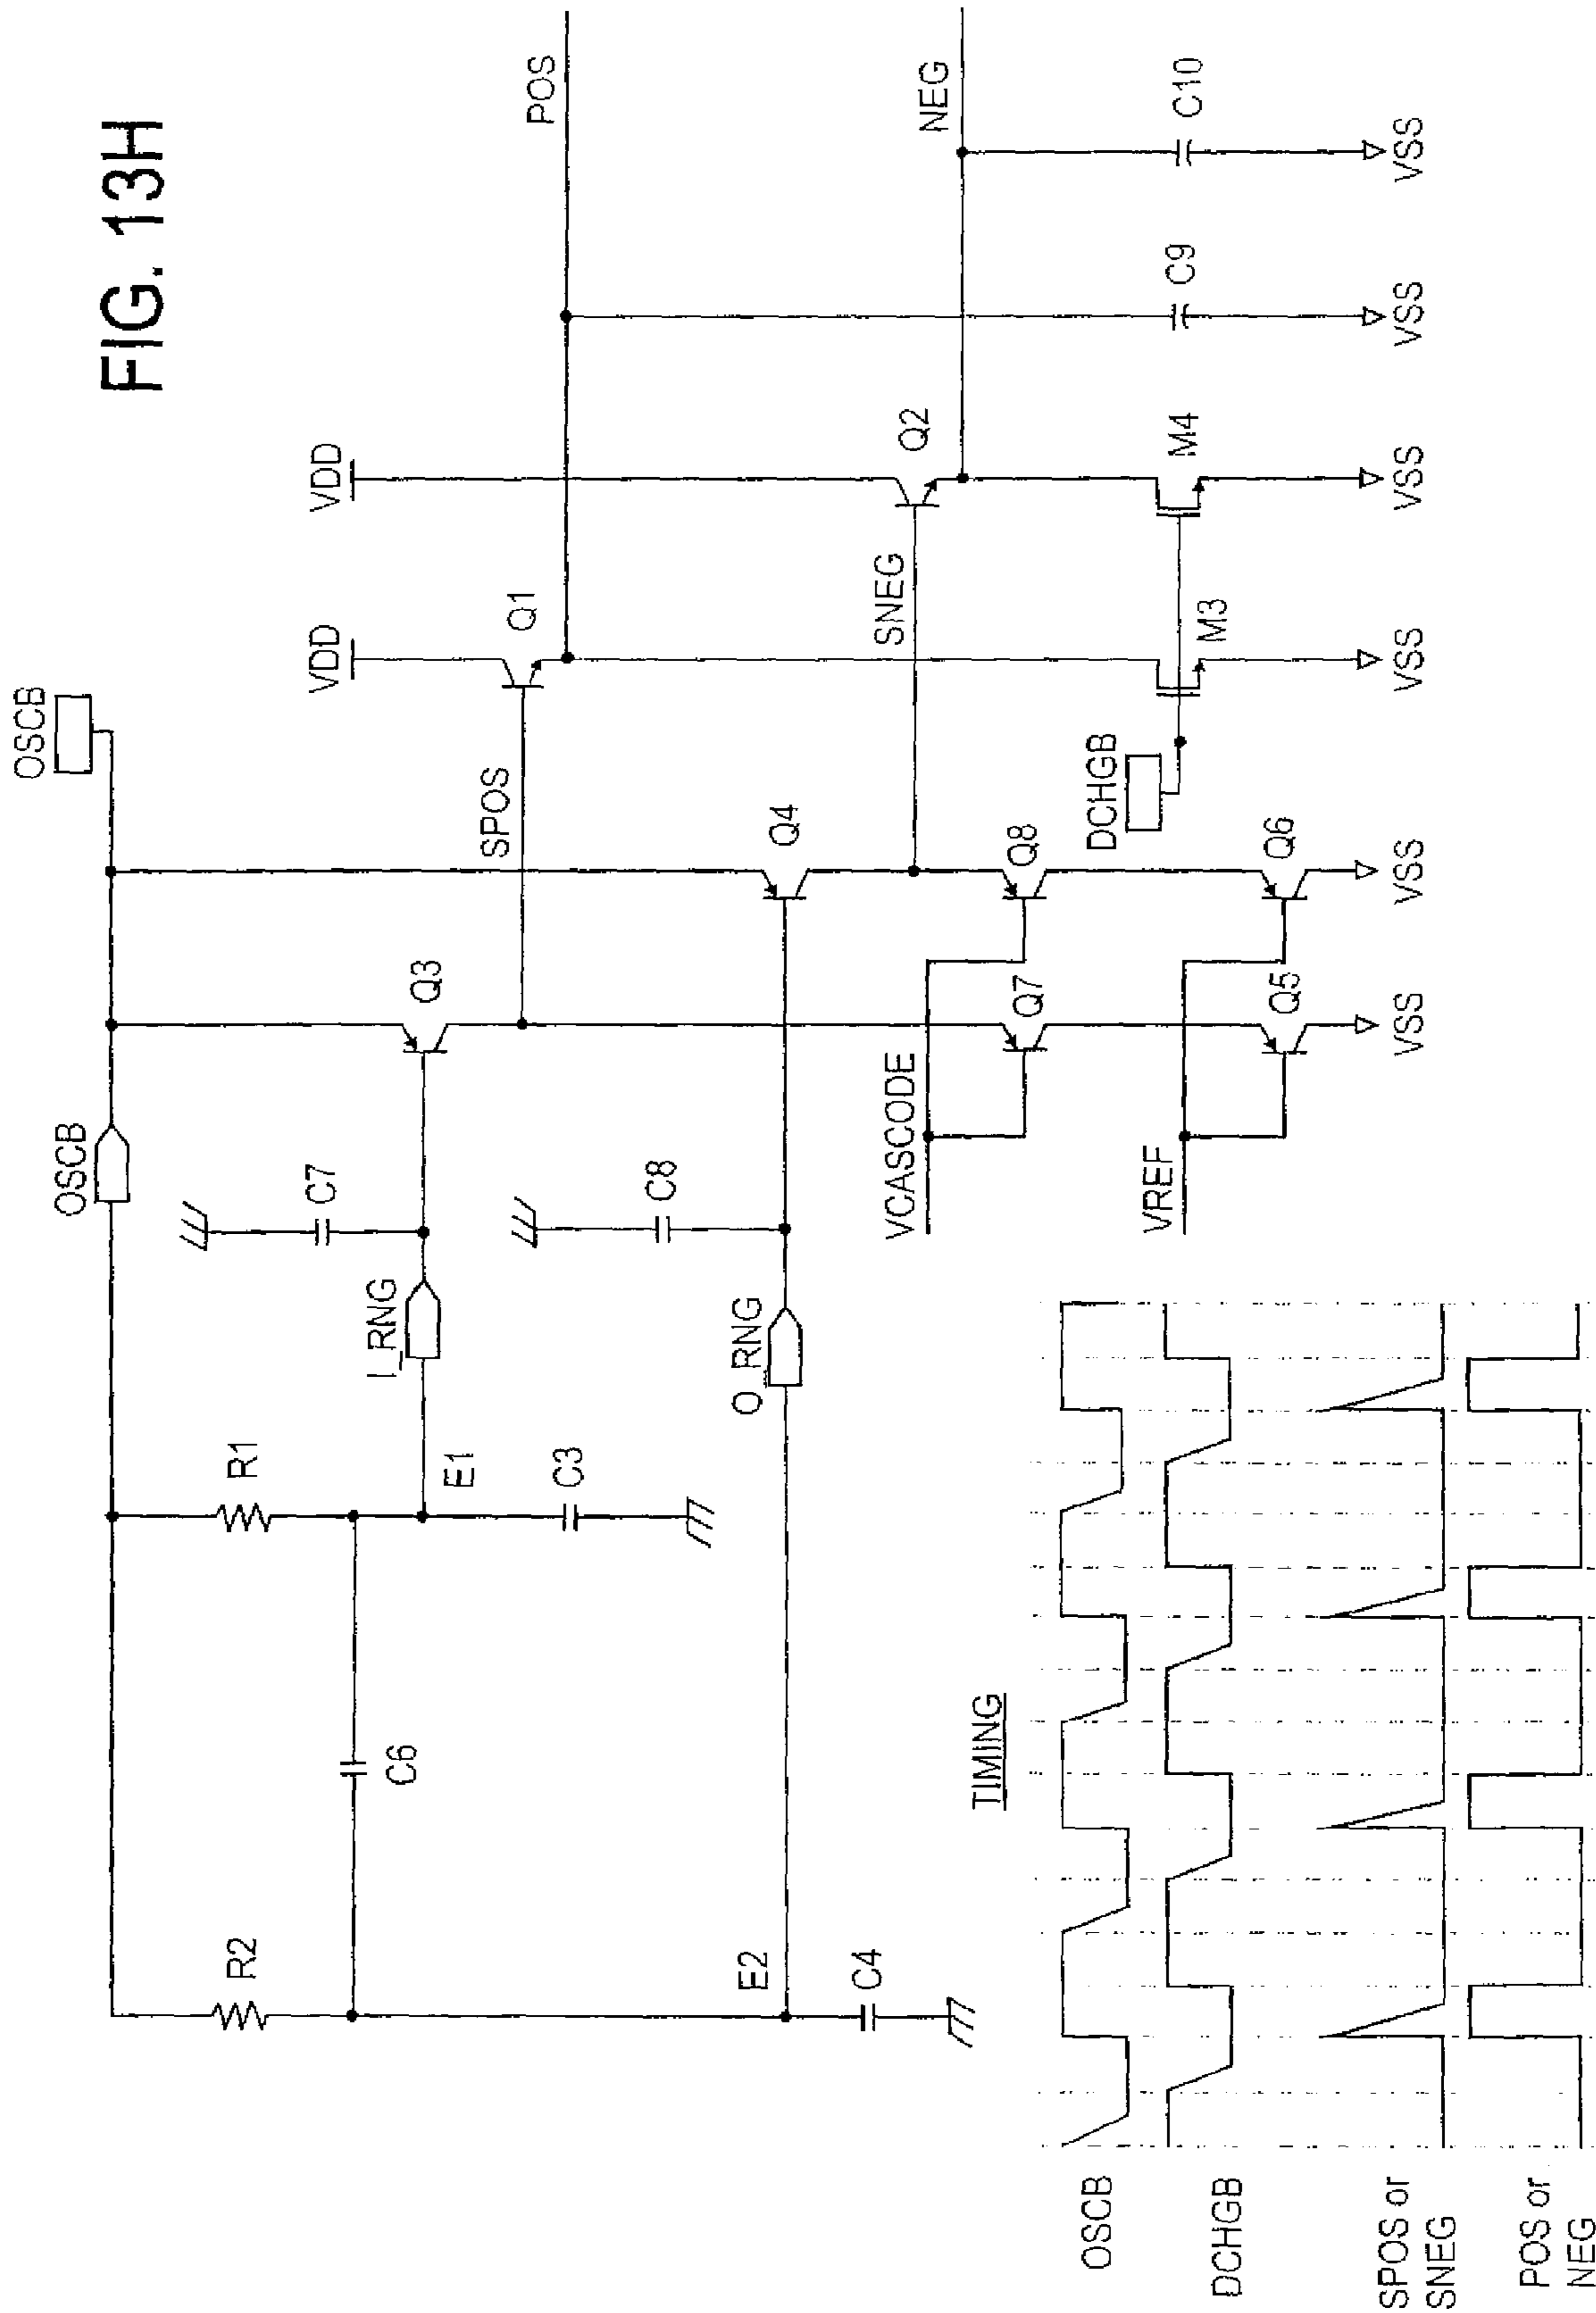 FIG. 13H
OSCB
OSCB
R2
R1
C6
E1
C3
I_RNG
C7
E2
C4
O_RNG
C8
Q3
Q4
SPOS
SNEG
VDD
Q1
VDD
Q2
POS
NEG
VCASCODE
Q7
Q8
VREF
Q5
Q6
DCHGB
M3
M4
C9
C10
VSS
VSS
VSS
VSS
VSS
VSS
TIMING
OSCB
DCHGB
SPOS or
SNEG
POS or
NEG